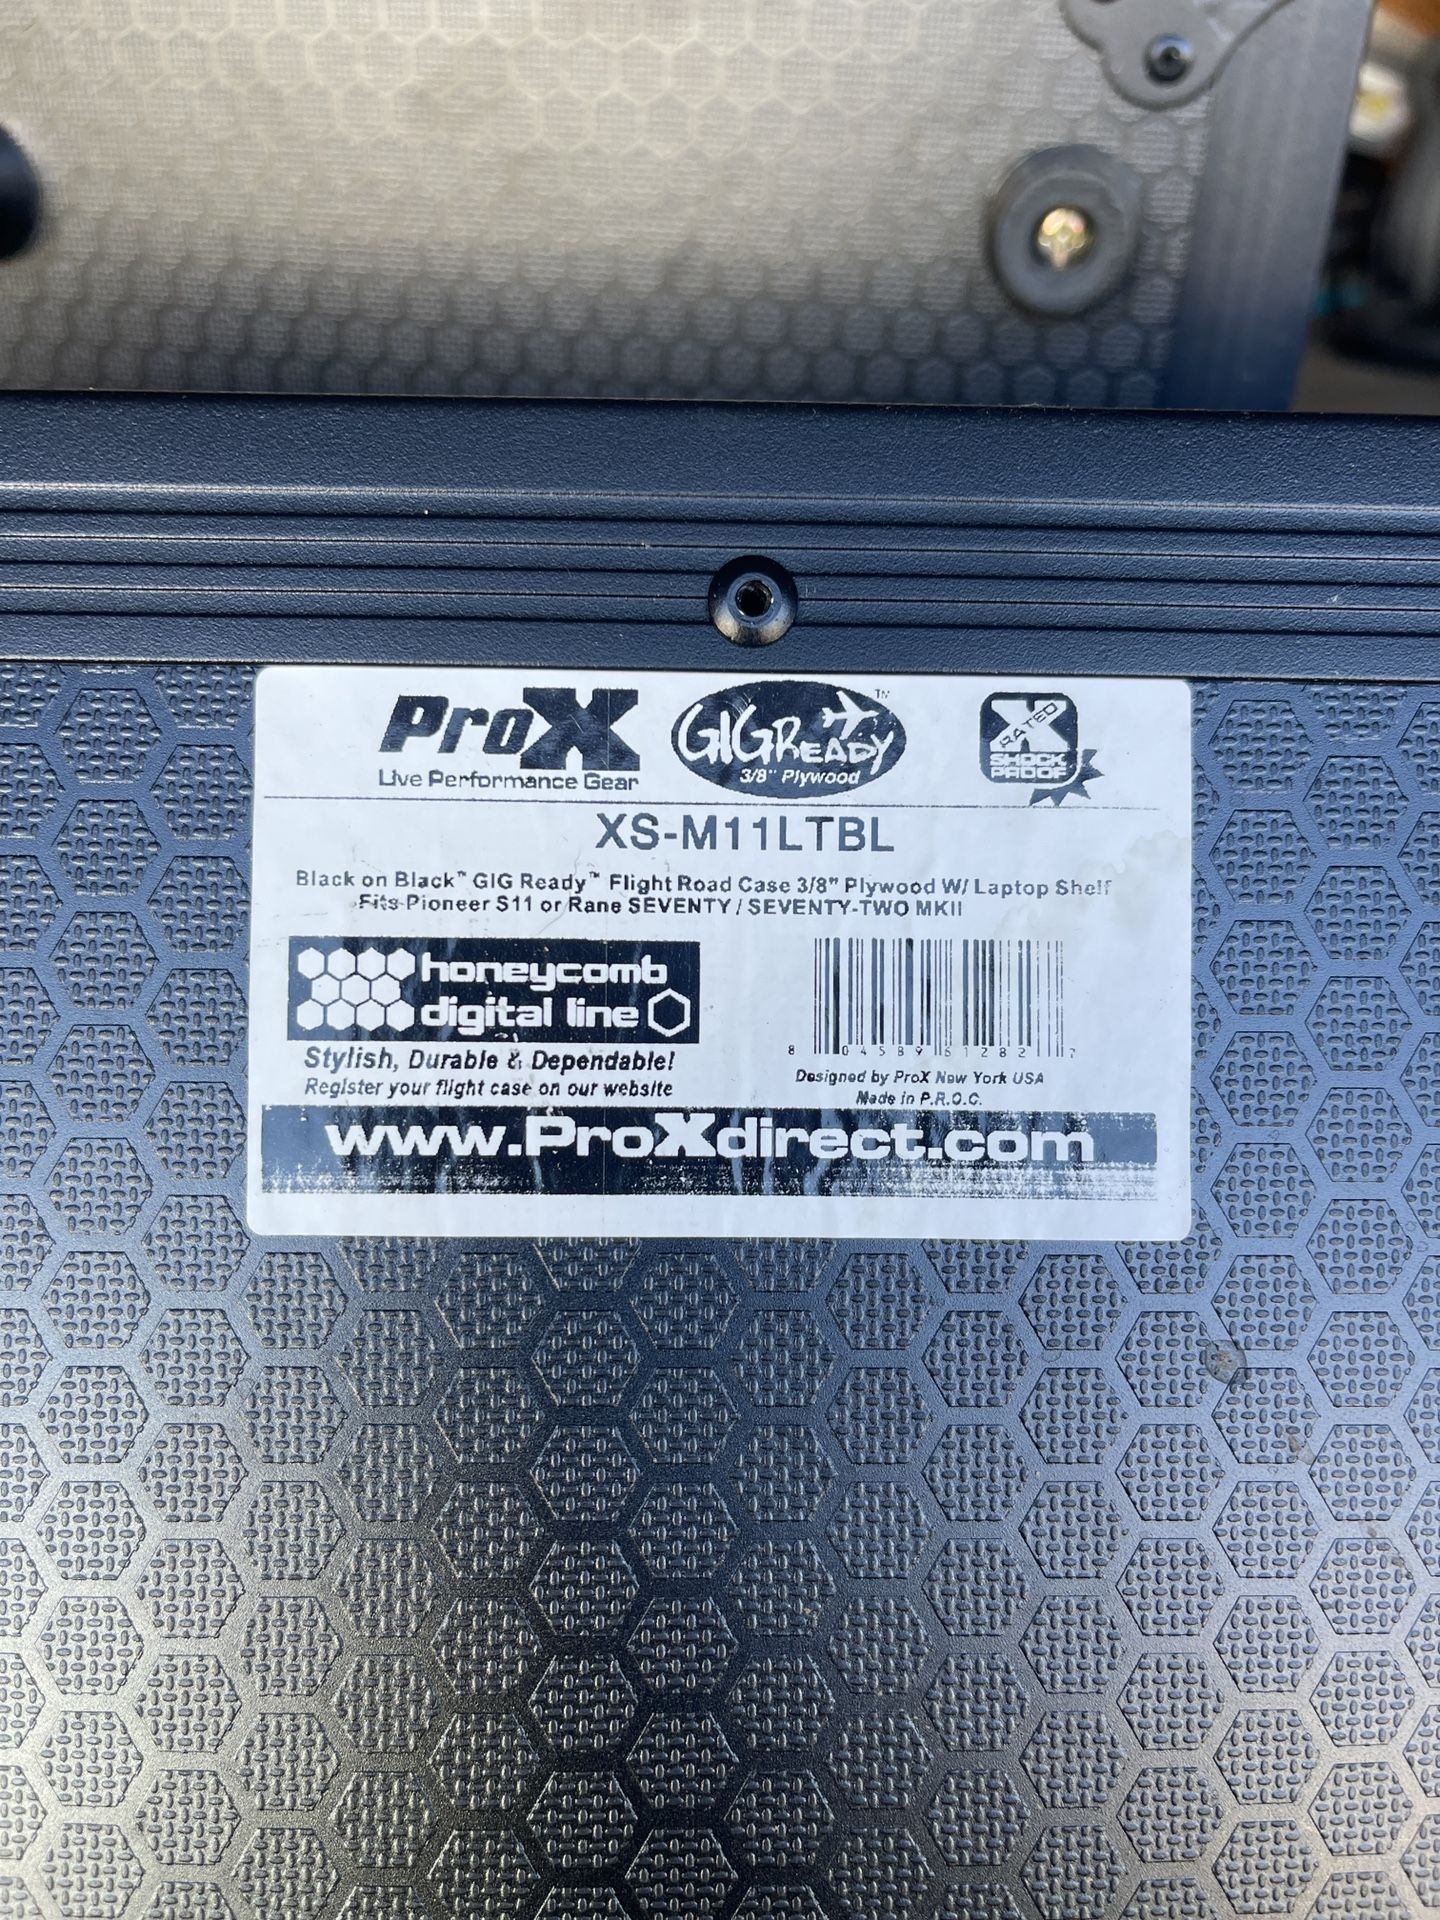 ProX
Live Performance Gear
GIGREADY™
3/8" Plywood
X
RATED
SHOCK
PROOF
XS-M11LTBL
Black on Black™ GIG Ready™ Flight Road Case 3/8" Plywood W/ Laptop Shelf
Fits Pioneer S11 or Rane SEVENTY / SEVENTY-TWO MKII
honeycomb
digital line
Stylish, Durable & Dependable!
Register your flight case on our website
8 04589 61282 7
Designed by ProX New York USA
Made in P.R.O.C.
www.ProXdirect.com